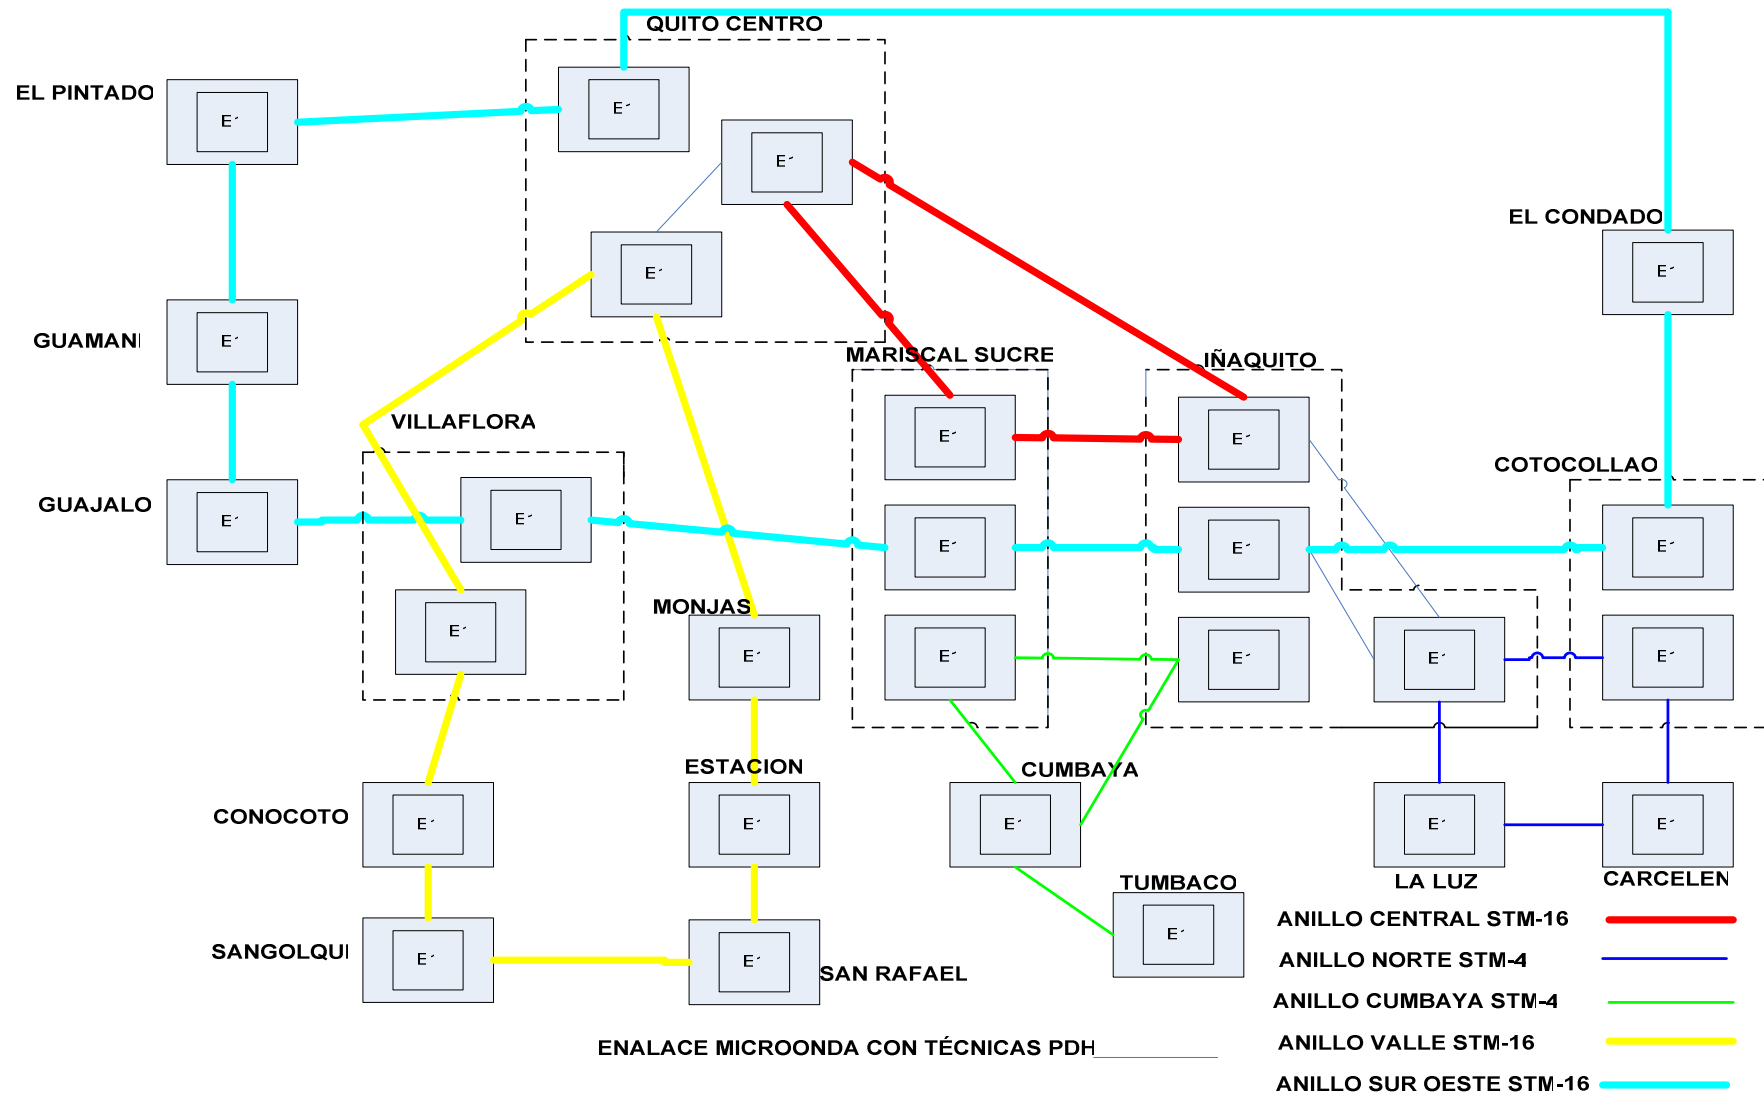 QUITO CENTRO
EL PINTADO
E
E
E
EL CONDADO
E
E
GUAMANI
E
MARISCAL SUCRE
IÑAQUITO
VILLAFLORA
E
E
COTOCOLLAO
GUAJALO
E
E
E
E
E
MONJAS
E
E
E
E
E
E
ESTACION
CUMBAYA
CONOCOTO
E
E
E
E
E
TUMBACO
LA LUZ
CARCELEN
ANILLO CENTRAL STM-16
E
SANGOLQUI
E
E
SAN RAFAEL
ANILLO NORTE STM-4
ANILLO CUMBAYA STM-4
ENALACE MICROONDA CON TÉCNICAS PDH
ANILLO VALLE STM-16
ANILLO SUR OESTE STM-16